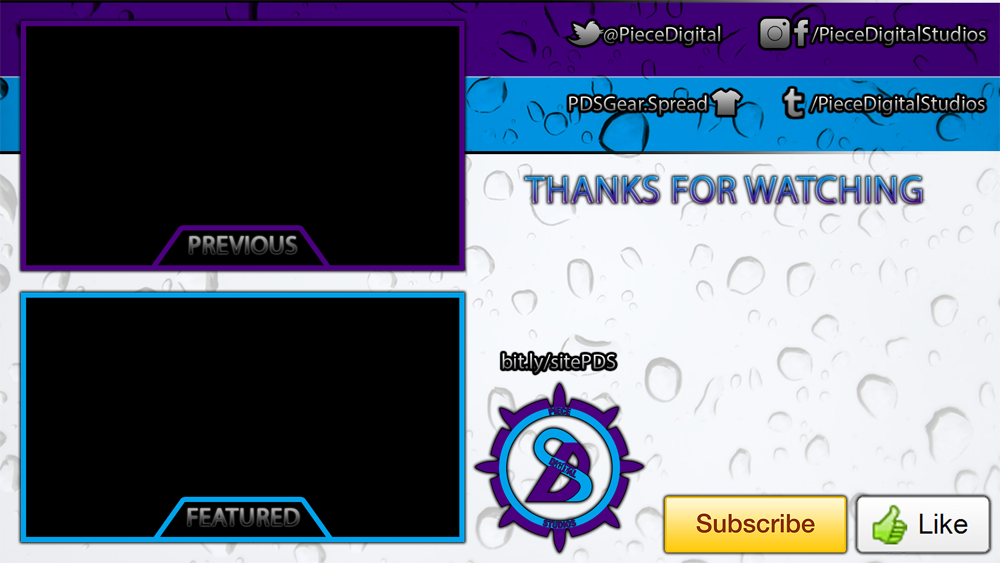 @PieceDigital
/PieceDigitalStudios
PDSGear.Spread
/PieceDigitalStudios
THANKS FOR WATCHING
PREVIOUS
bit.ly/sitePDS
PIECE
DIGITAL
STUDIOS
FEATURED
Subscribe
Like